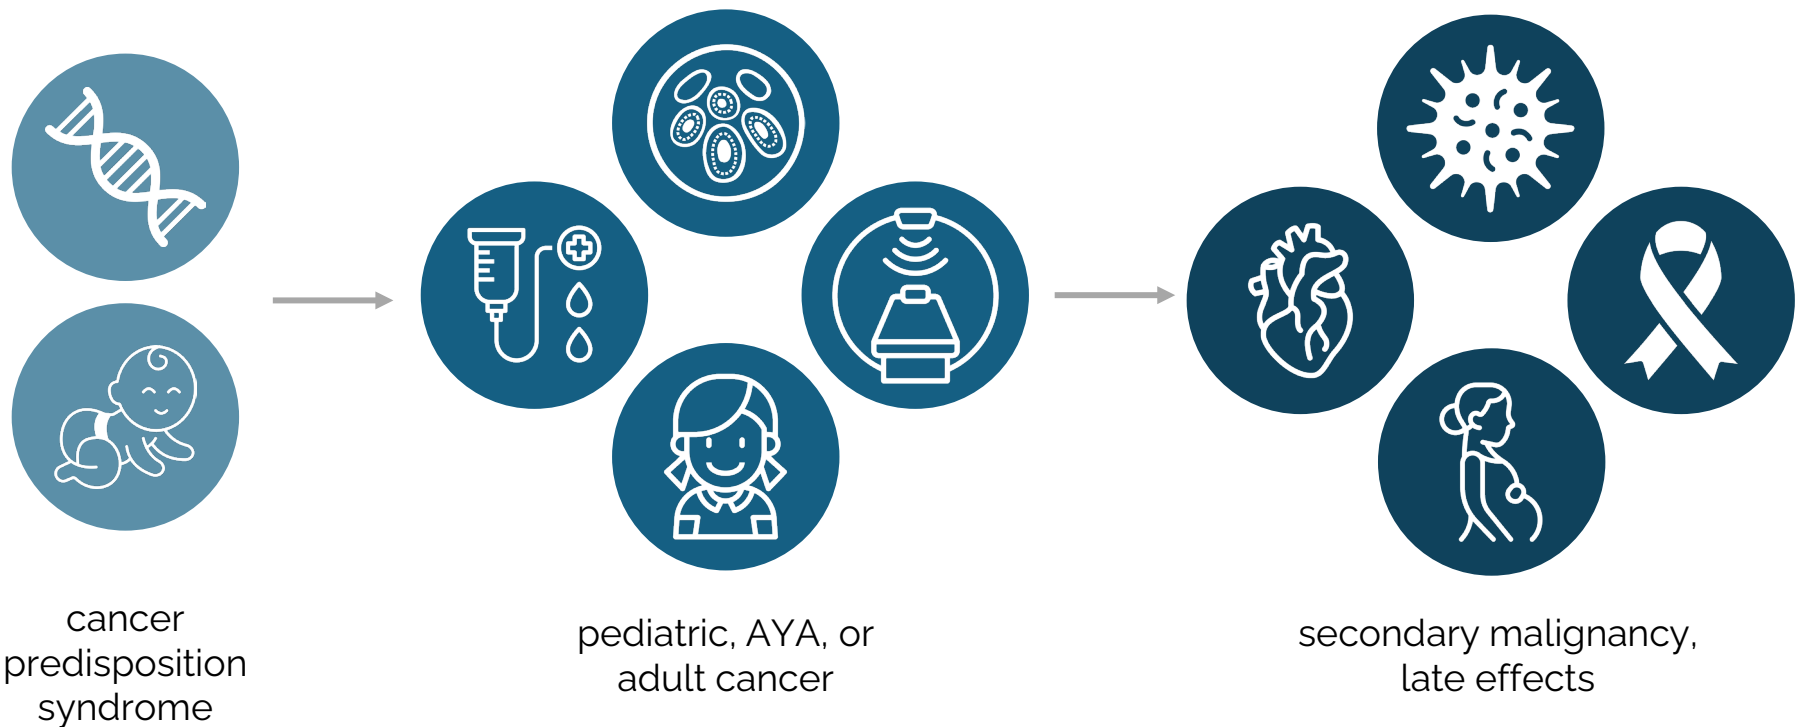 cancer
predisposition
syndrome
pediatric, AYA, or
adult cancer
secondary malignancy,
late effects